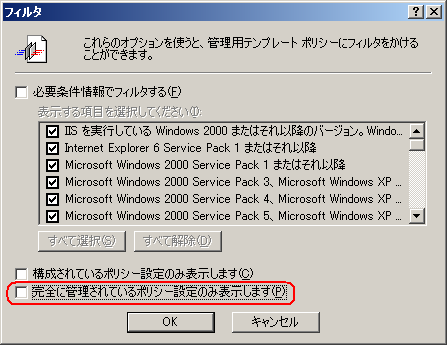 フィルタ
これらのオプションを使うと、管理用テンプレート ポリシーにフィルタをかける
ことができます。
必要条件情報でフィルタする(F)
表示する項目を選択してください(I):
IIS を実行している Windows 2000 またはそれ以降のバージョン。Windo...
Internet Explorer 6 Service Pack 1 またはそれ以降
Microsoft Windows 2000 Service Pack 1 またはそれ以降
Microsoft Windows 2000 Service Pack 3、Microsoft Windows XP ...
Microsoft Windows 2000 Service Pack 4、Microsoft Windows XP ...
Microsoft Windows 2000 Service Pack 5、Microsoft Windows XP ...
すべて選択(S) すべて解除(D)
構成されているポリシー設定のみ表示します(C)
完全に管理されているポリシー設定のみ表示します(P)
OK キャンセル